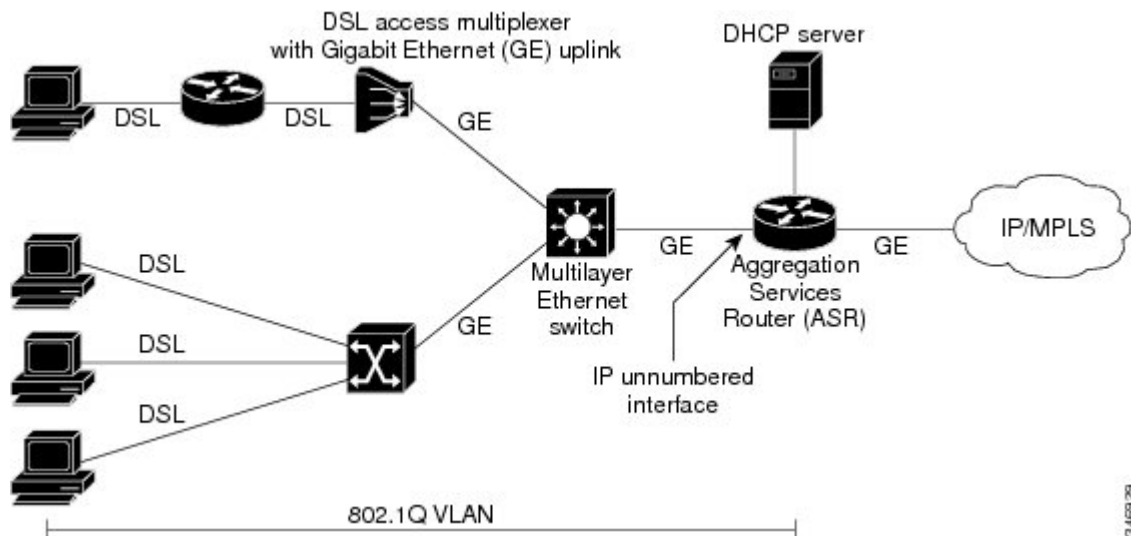 DSL access multiplexer
with Gigabit Ethernet (GE) uplink
DHCP server
DSL
DSL
GE
DSL
DSL
DSL
GE
Multilayer
Ethernet
switch
GE
Aggregation
Services
Router (ASR)
GE
IP/MPLS
IP unnumbered
interface
802.1Q VLAN